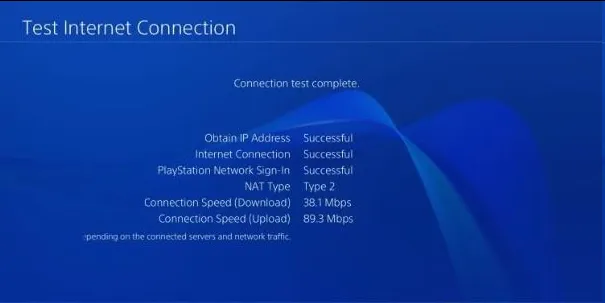 Test Internet Connection
Connection test complete.
Obtain IP Address Successful
Internet Connection Successful
PlayStation Network Sign-In Successful
NAT Type Type 2
Connection Speed (Download) 38.1 Mbps
Connection Speed (Upload) 89.3 Mbps
pending on the connected servers and network traffic.